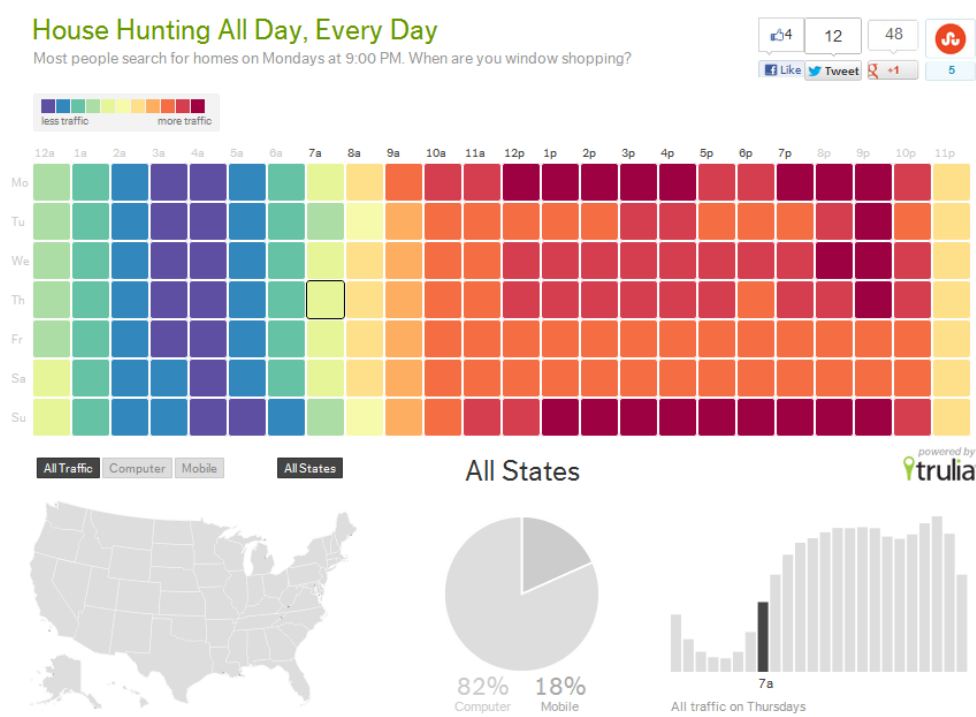 House Hunting All Day, Every Day
Most people search for homes on Mondays at 9:00 PM. When are you window shopping?
4 12 48
Like Tweet +1 5
less traffic more traffic
12a 1a 2a 3a 4a 5a 6a 7a 8a 9a 10a 11a 12p 1p 2p 3p 4p 5p 6p 7p 8p 9p 10p 11p
Mo
Tu
We
Th
Fr
Sa
Su
All Traffic Computer Mobile All States
All States
powered by
trulia
82% 18%
Computer Mobile
7a
All traffic on Thursdays